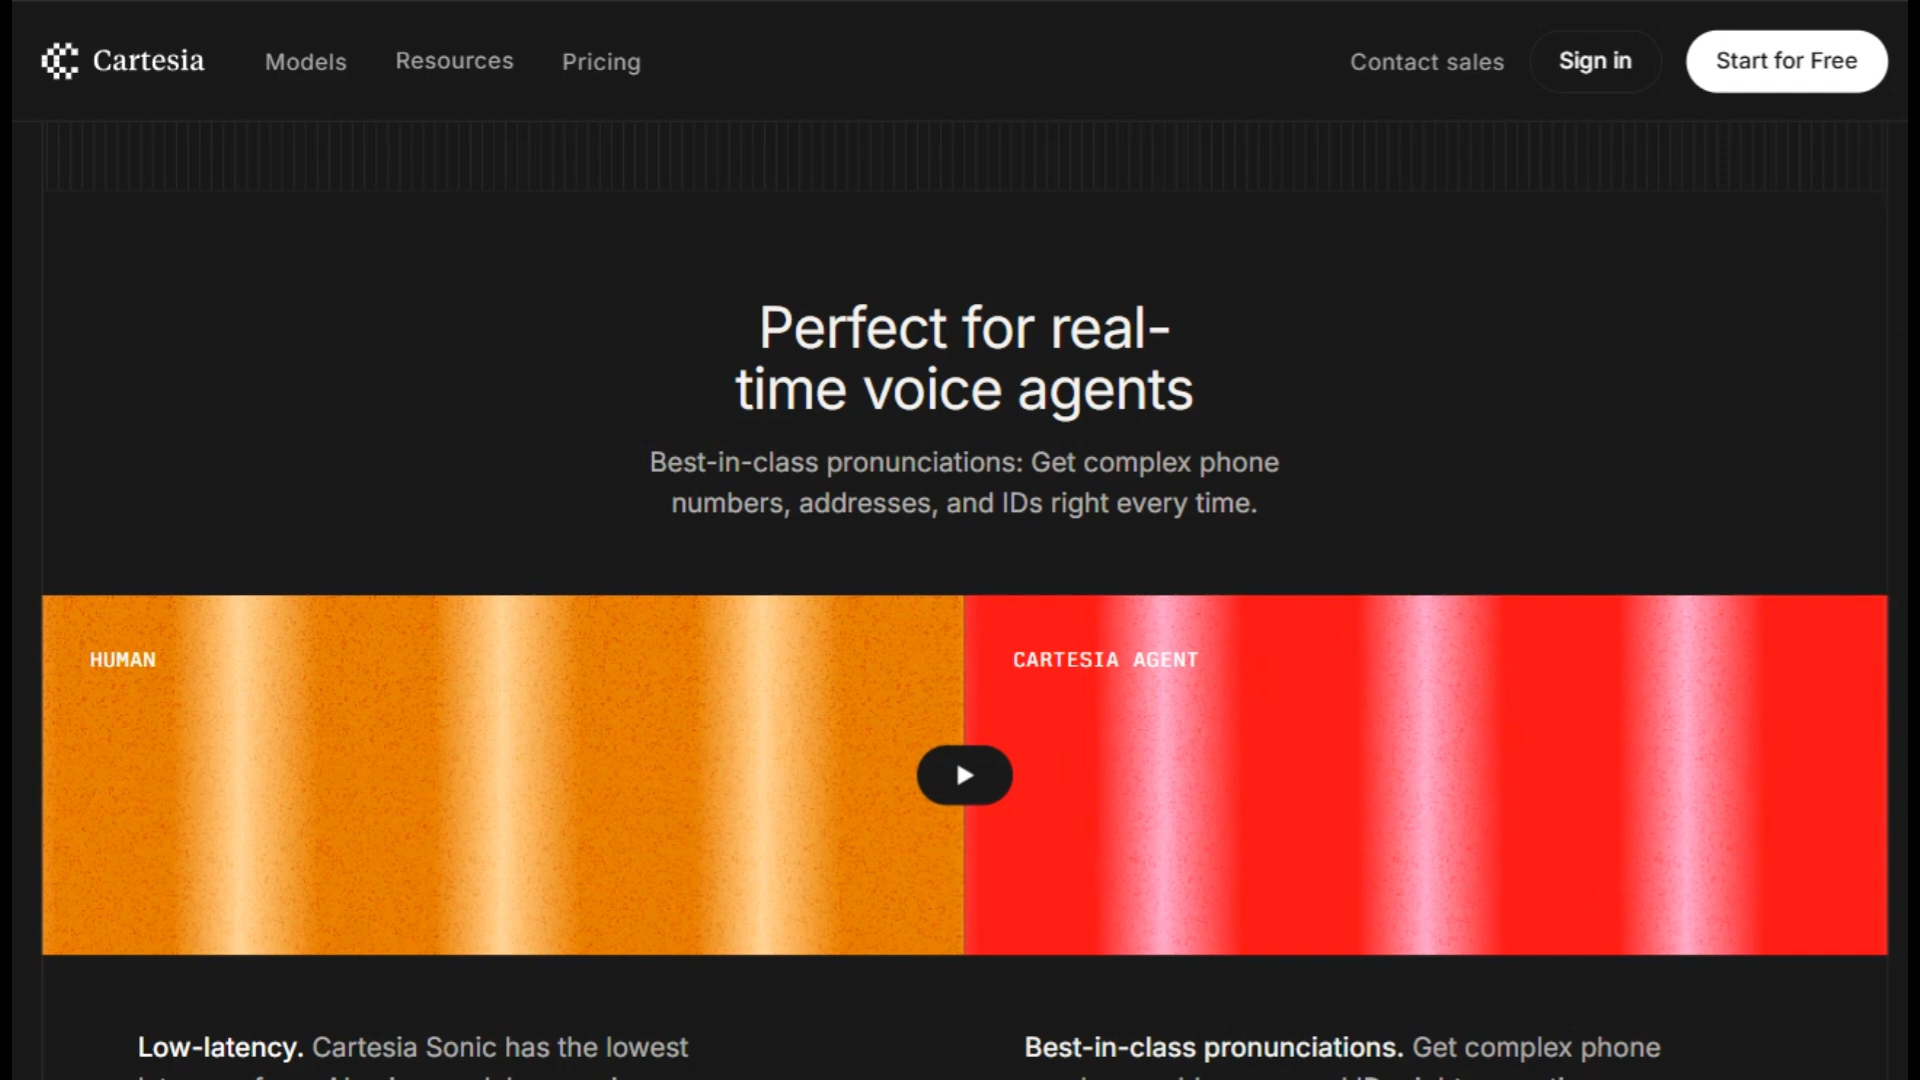 Cartesia
Models
Resources
Pricing
Contact sales
Sign in
Start for Free
Perfect for real-
time voice agents
Best-in-class pronunciations: Get complex phone
numbers, addresses, and IDs right every time.
HUMAN
CARTESIA AGENT
Low-latency. Cartesia Sonic has the lowest
Best-in-class pronunciations. Get complex phone